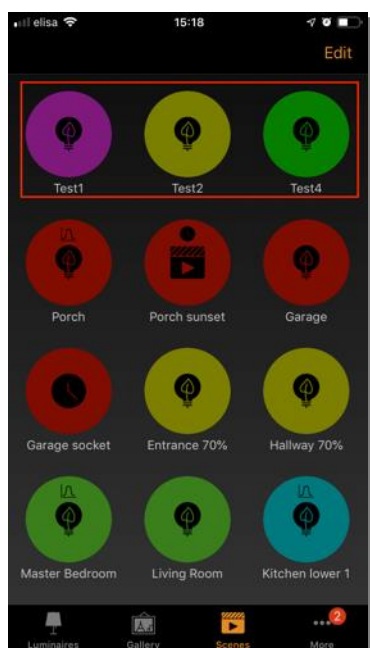 elisa 15:18
Edit
Test1 Test2 Test4
Porch Porch sunset Garage
Garage socket Entrance 70% Hallway 70%
Master Bedroom Living Room Kitchen lower 1
2
Luminaires Gallery Scenes More